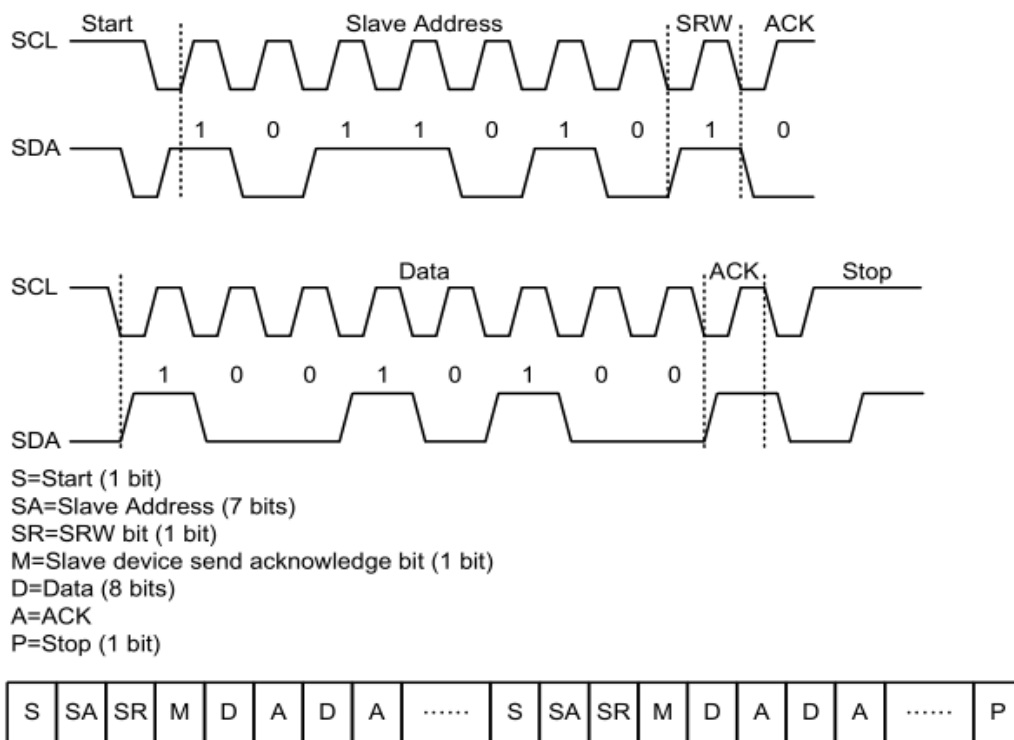 Start Slave Address SRW ACK
SCL
1 0 1 1 0 1 0 1 0
SDA
Data ACK Stop
SCL
1 0 0 1 0 1 0 0
SDA
S=Start (1 bit)
SA=Slave Address (7 bits)
SR=SRW bit (1 bit)
M=Slave device send acknowledge bit (1 bit)
D=Data (8 bits)
A=ACK
P=Stop (1 bit)
S SA SR M D A D A ...... S SA SR M D A D A ...... P